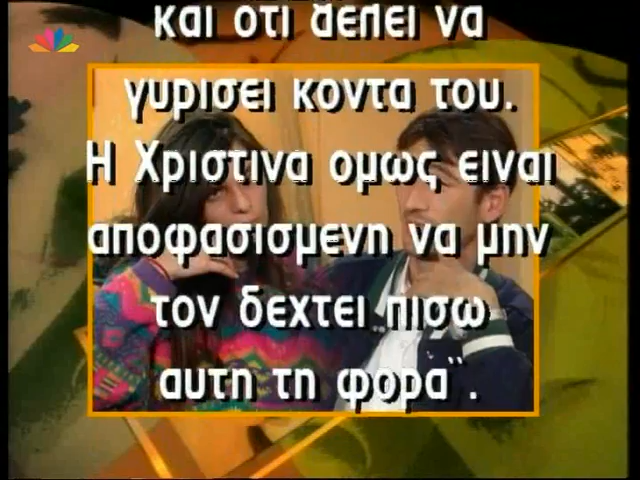 και οτι θελει να
γυρισει κοντα του.
Η Χριστινα ομως ειναι
αποφασισμενη να μην
τον δεχτει πισω
αυτη τη φορα".